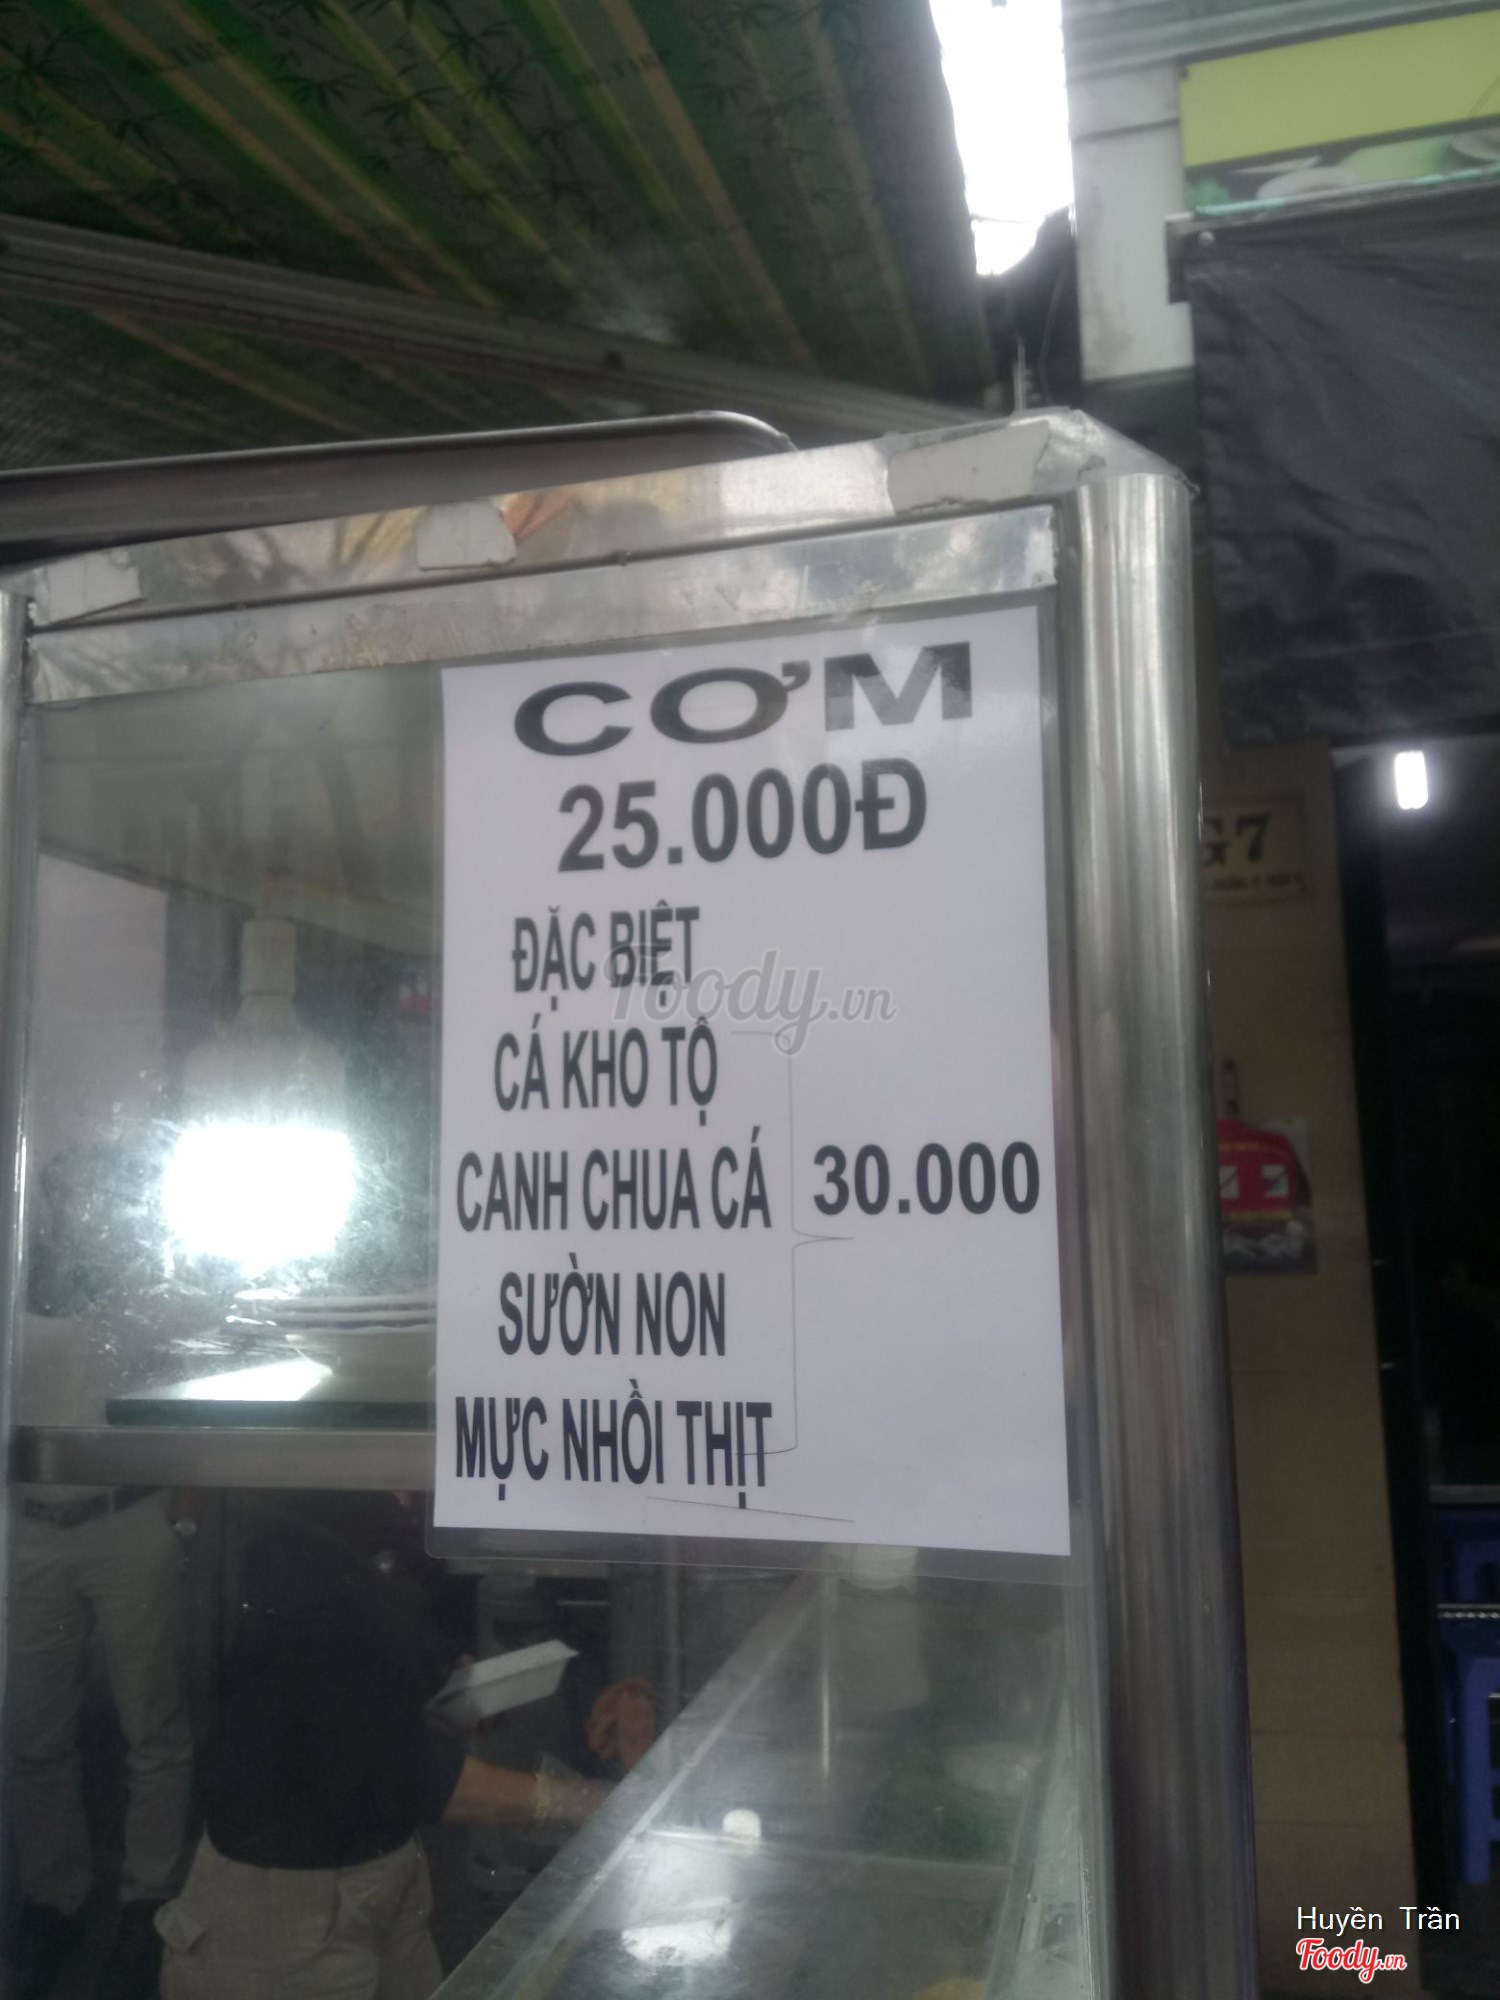 CƠM
25.000Đ
ĐẶC BIỆT
Foody.vn
CÁ KHO TỘ
CANH CHUA CÁ 30.000
SƯỜN NON
MỰC NHỒI THỊT
G7
Huyền Trần
Foody.vn